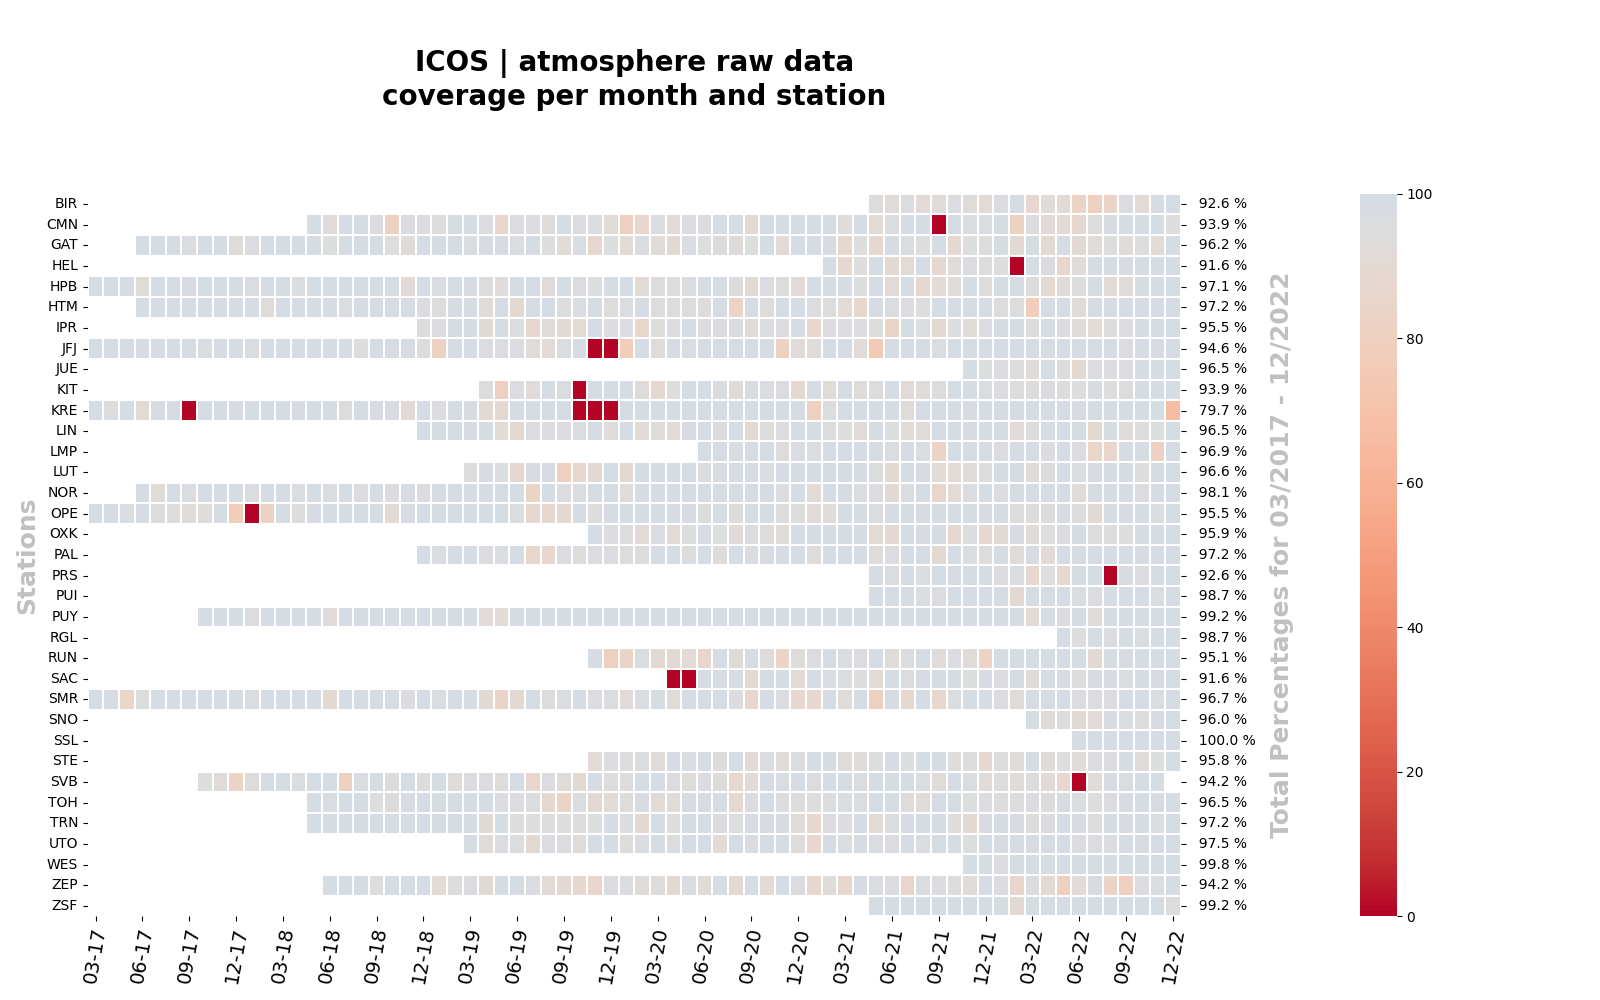 ICOS | atmosphere raw data
coverage per month and station
Stations
BIR 92.6 %
CMN 93.9 %
GAT 96.2 %
HEL 91.6 %
HPB 97.1 %
HTM 97.2 %
IPR 95.5 %
JFJ 94.6 %
JUE 96.5 %
KIT 93.9 %
KRE 79.7 %
LIN 96.5 %
LMP 96.9 %
LUT 96.6 %
NOR 98.1 %
OPE 95.5 %
OXK 95.9 %
PAL 97.2 %
PRS 92.6 %
PUI 98.7 %
PUY 99.2 %
RGL 98.7 %
RUN 95.1 %
SAC 91.6 %
SMR 96.7 %
SNO 96.0 %
SSL 100.0 %
STE 95.8 %
SVB 94.2 %
TOH 96.5 %
TRN 97.2 %
UTO 97.5 %
WES 99.8 %
ZEP 94.2 %
ZSF 99.2 %
03-17 06-17 09-17 12-17 03-18 06-18 09-18 12-18 03-19 06-19 09-19 12-19 03-20 06-20 09-20 12-20 03-21 06-21 09-21 12-21 03-22 06-22 09-22 12-22
Total Percentages for 03/2017 - 12/2022
100
80
60
40
20
0